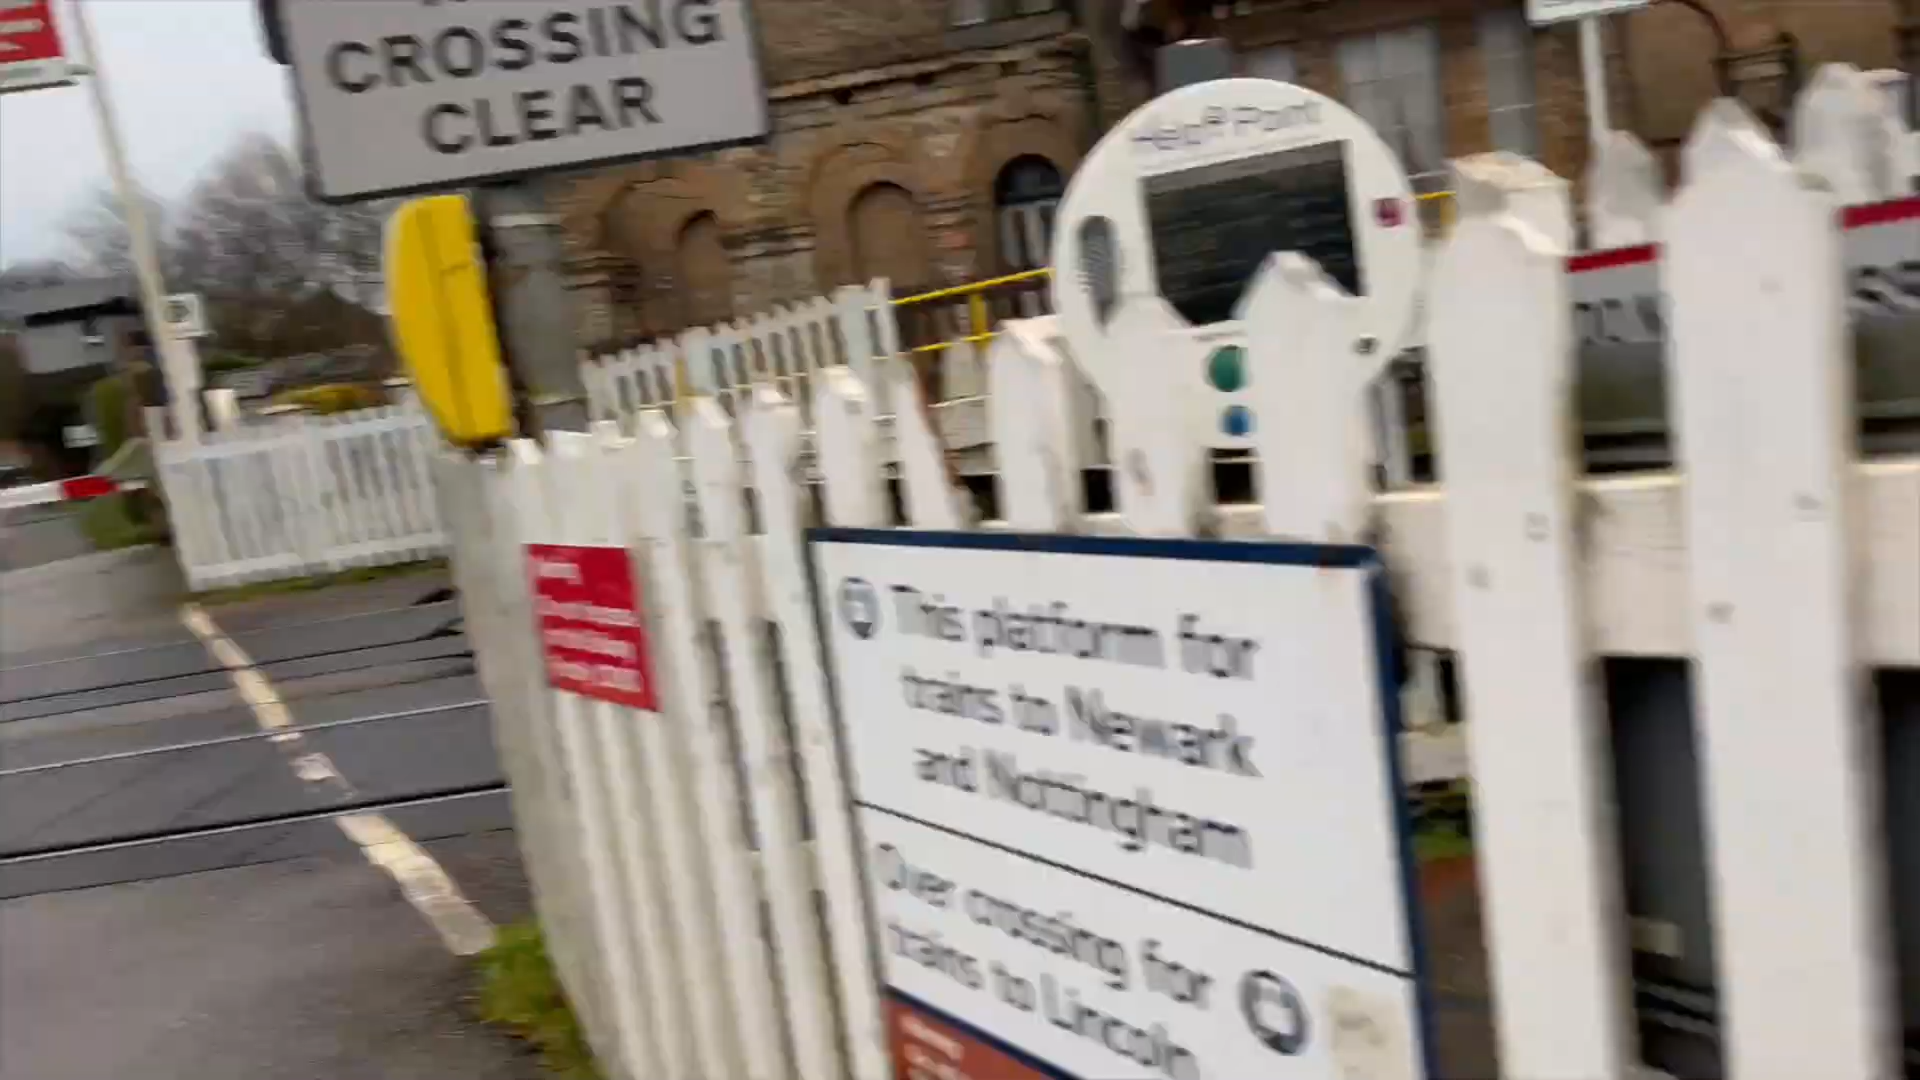 CROSSING
CLEAR
Help Point
This platform for
trains to Newark
and Nottingham
Over crossing for
trains to Lincoln